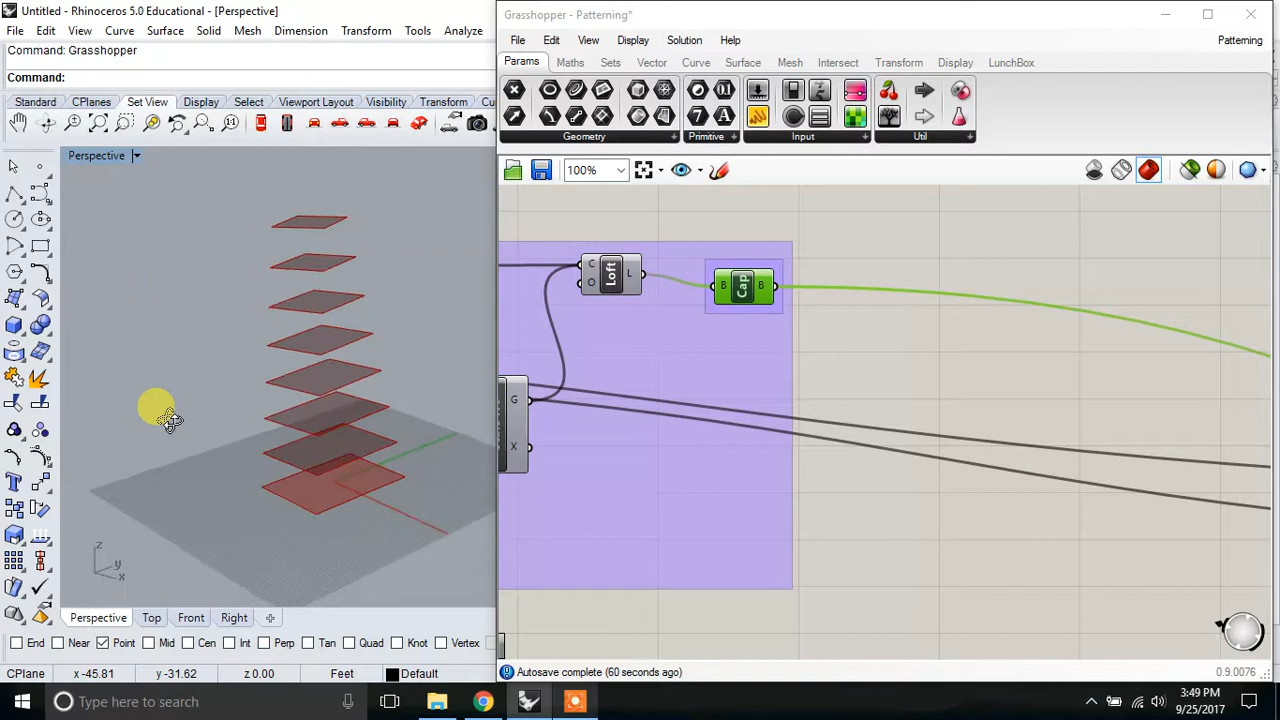 Untitled - Rhinoceros 5.0 Educational - [Perspective]
File Edit View Curve Surface Solid Mesh Dimension Transform Tools Analyze
Command: Grasshopper
Command:
Standard CPlanes Set View Display Select Viewport Layout Visibility Transform Cu
Perspective
z
y
x
Perspective Top Front Right
End Near Point Mid Cen Int Perp Tan Quad Knot Vertex
CPlane x -45.81 y -31.62 z 0.00 Feet Default
Grasshopper - Patterning*
File Edit View Display Solution Help Patterning
Params Maths Sets Vector Curve Surface Mesh Intersect Transform Display LunchBox
Geometry Primitive Input Util
100%
C
O
Loft
L
B
Cap
B
G
X
Autosave complete (60 seconds ago) 0.9.0076
Type here to search
3:49 PM
9/25/2017